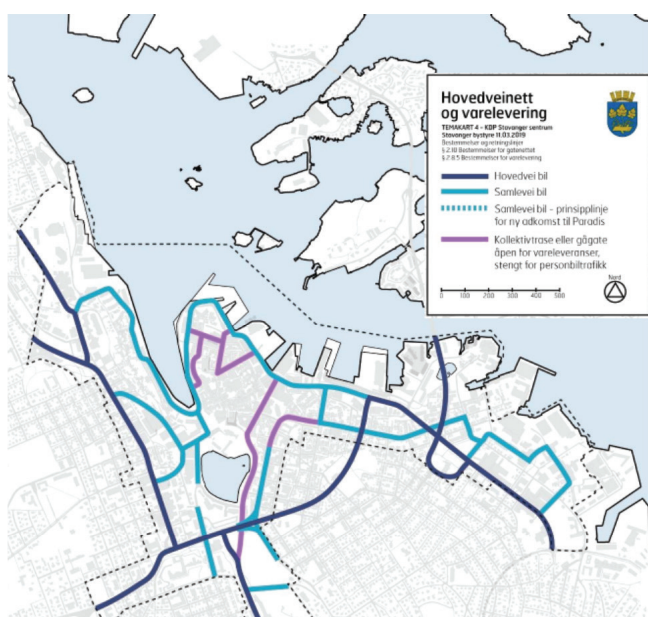 Hovedveinett
og varelevering
TEMAKART 4 - KDP Stavanger sentrum
Stavanger bystyre 11.03.2019
Bestemmelser og retningslinjer
§ 2.10 Bestemmelser for gatenettet
§ 2.8.5 Bestemmelser for varelevering
Hovedvei bil
Samlevei bil
Samlevei bil - prinsipplinje
for ny adkomst til Paradis
Kollektivtrase eller gågate
åpen for vareleveranser,
stengt for personbiltrafikk
Nord
0 100 200 300 400 500